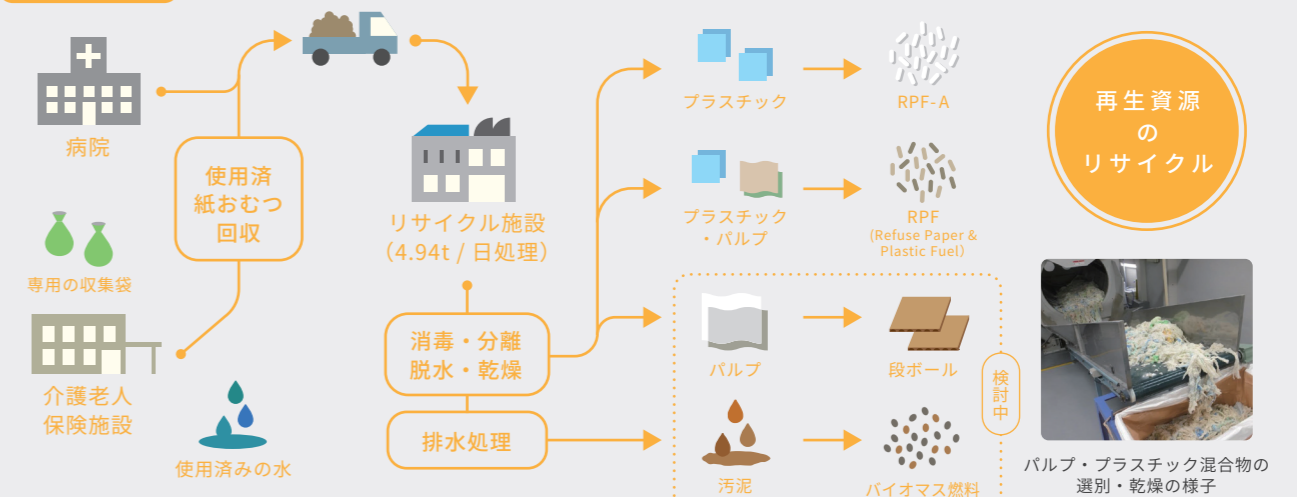 病院
専用の収集袋
介護老人
保険施設
使用済
紙おむつ
回収
使用済みの水
リサイクル施設
（4.94t / 日処理）
消毒・分離
脱水・乾燥
排水処理
プラスチック
RPF-A
プラスチック
・パルプ
RPF
(Refuse Paper &
Plastic Fuel）
パルプ
段ボール
汚泥
バイオマス燃料
検討中
再生資源
の
リサイクル
パルプ・プラスチック混合物の
選別・乾燥の様子